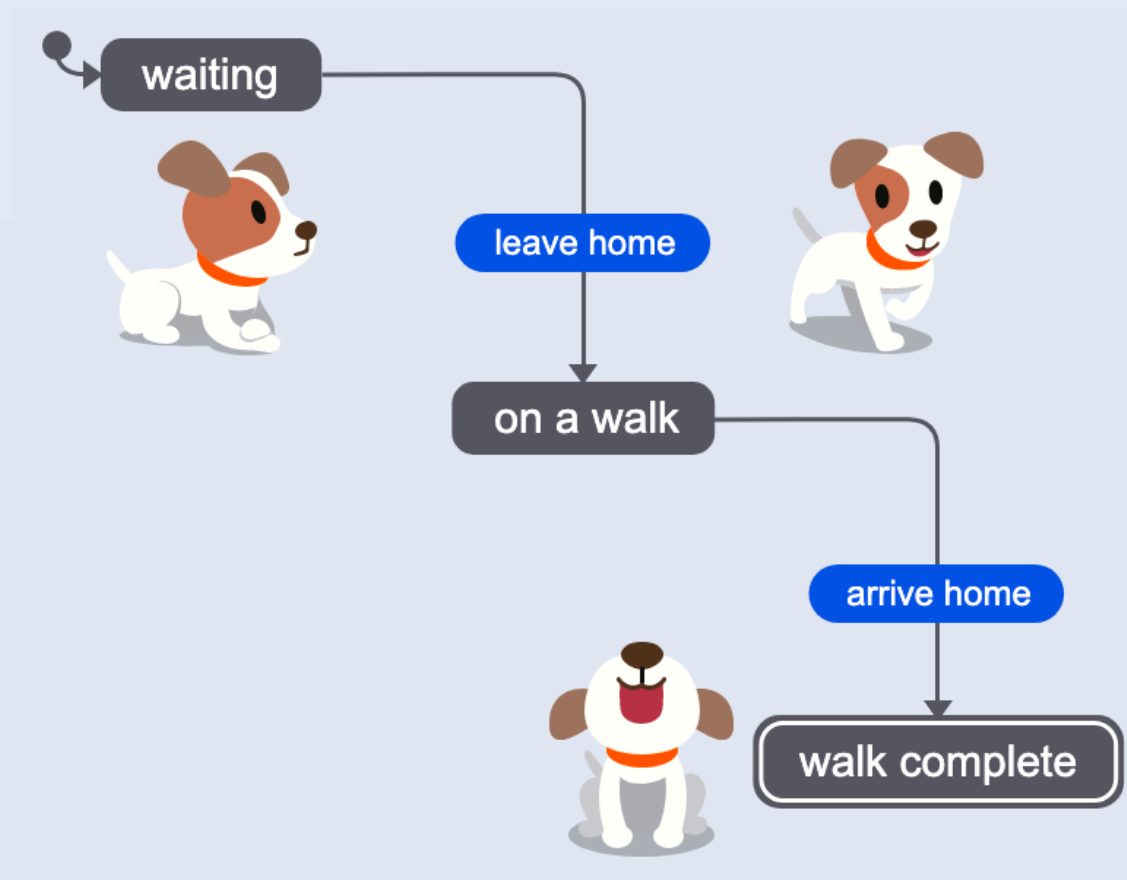 waiting
leave home
on a walk
arrive home
walk complete